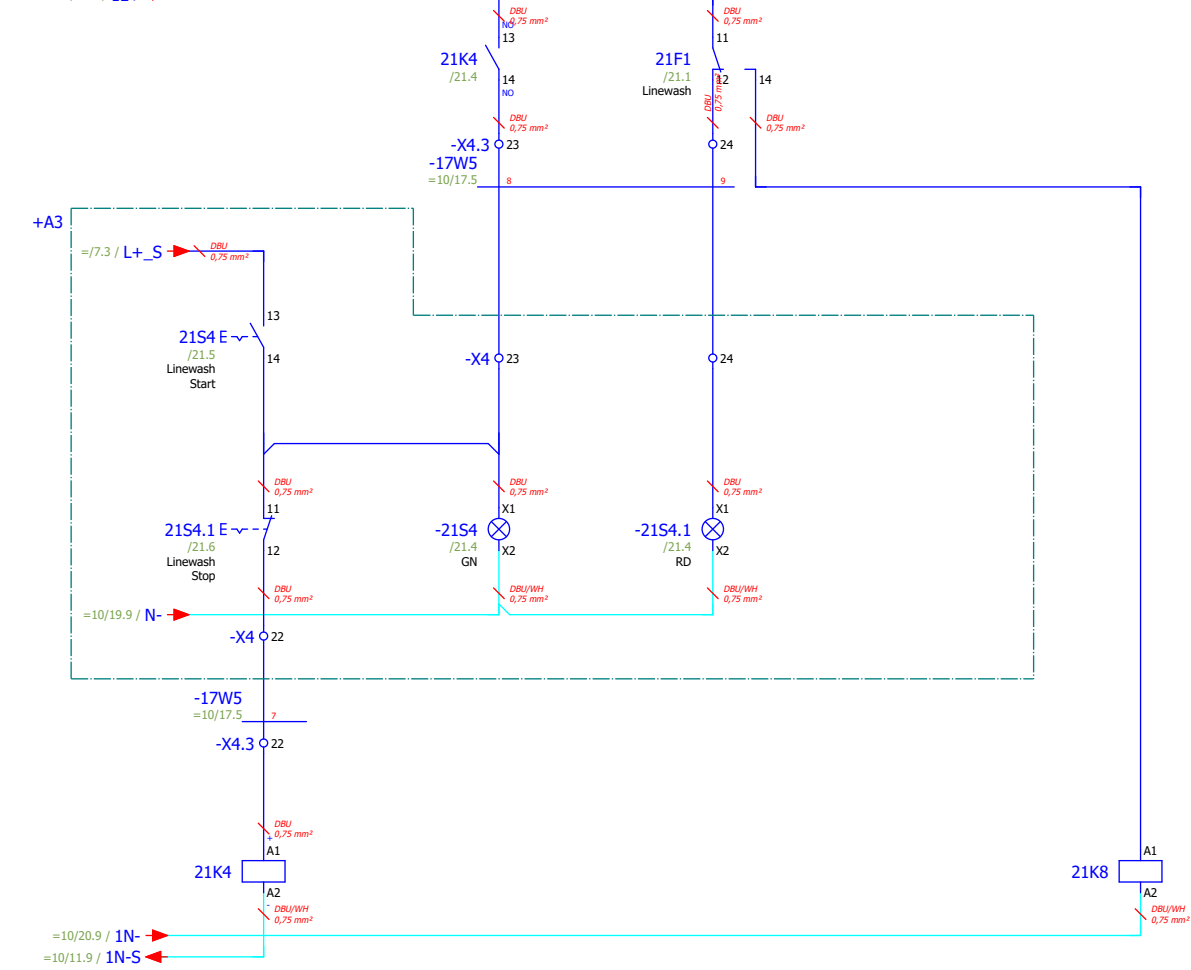 DBU
0,75 mm²
NO
13
21K4
/21.4
14
NO
DBU
0,75 mm²
-X4.3
23
-17W5
=10/17.5
8
DBU
0,75 mm²
11
21F1
/21.1
Linewash
12
DBU
0,75 mm²
14
DBU
0,75 mm²
24
9
+A3
=/7.3 / L+_S
DBU
0,75 mm²
13
21S4
E
/21.5
14
Linewash
Start
-X4
23
24
DBU
0,75 mm²
DBU
0,75 mm²
DBU
0,75 mm²
11
21S4.1
E
/21.6
12
Linewash
Stop
X1
-21S4
/21.4
X2
GN
X1
-21S4.1
/21.4
X2
RD
DBU
0,75 mm²
DBU/WH
0,75 mm²
DBU/WH
0,75 mm²
=10/19.9 / N-
-X4
22
-17W5
=10/17.5
7
-X4.3
22
DBU
0,75 mm²
+
A1
21K4
A2
-
DBU/WH
0,75 mm²
A1
21K8
A2
DBU/WH
0,75 mm²
=10/20.9 / 1N-
=10/11.9 / 1N-S